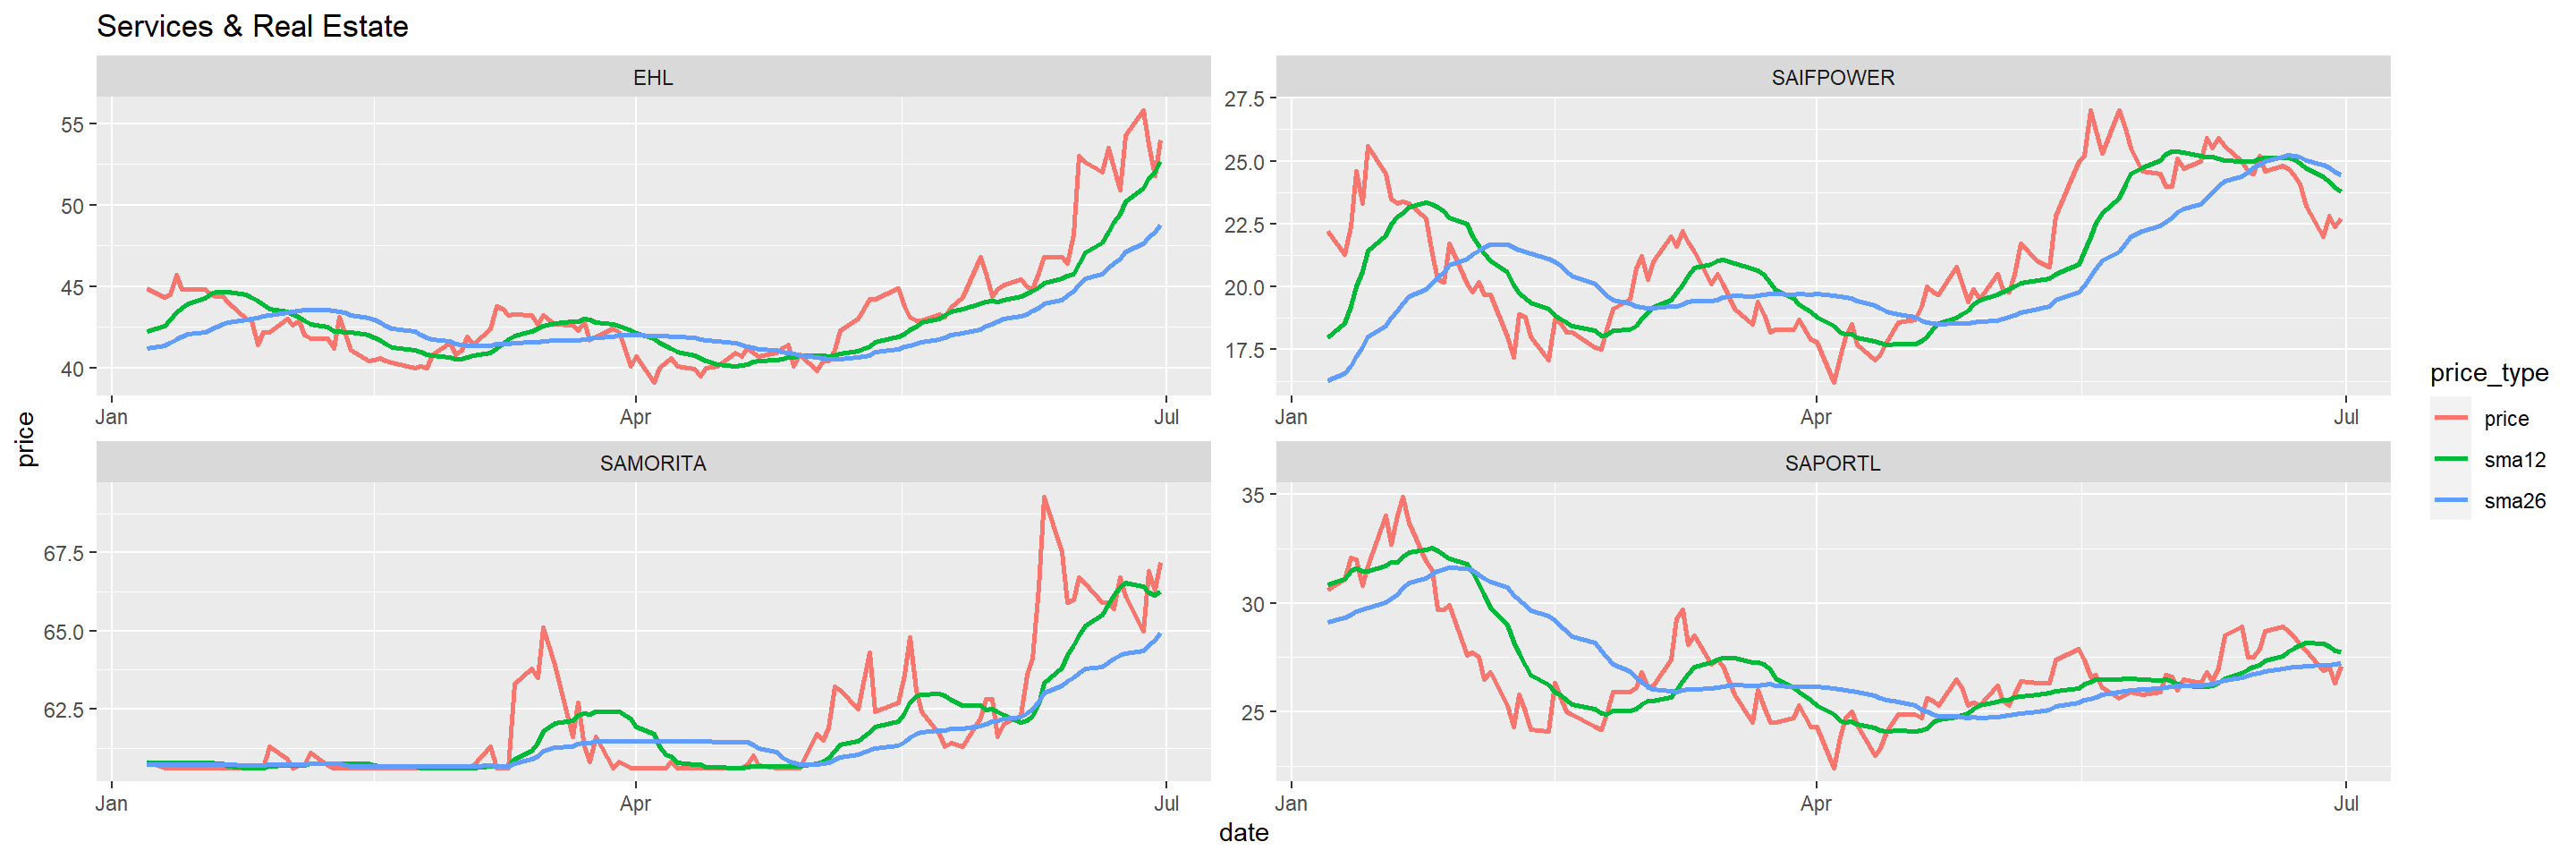 Services & Real Estate
EHL
SAIFPOWER
55
50
45
40
27.5
25.0
22.5
20.0
17.5
Jan Apr Jul
Jan Apr Jul
SAMORITA
SAPORTL
67.5
65.0
62.5
35
30
25
Jan Apr Jul
Jan Apr Jul
price
date
price_type
price
sma12
sma26